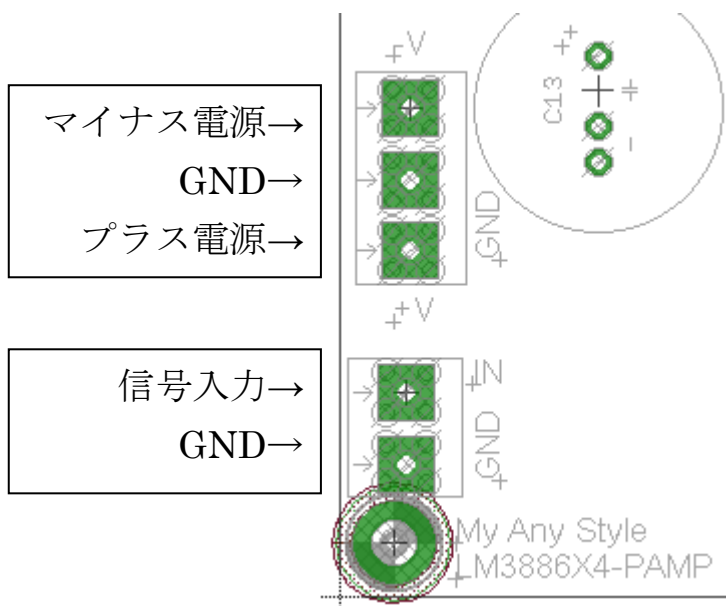 マイナス電源→
GND→
プラス電源→
-V
C13
+
-
GND
+V
信号入力→
GND→
IN
GND
My Any Style
LM3886X4-PAMP